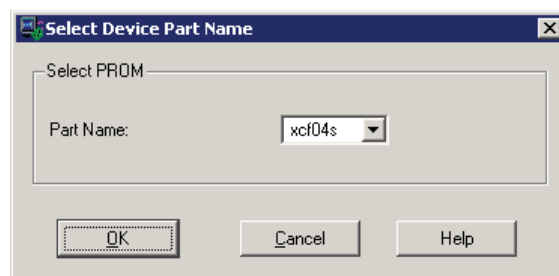 Select Device Part Name
Select PROM
Part Name: xcf04s
OK Cancel Help